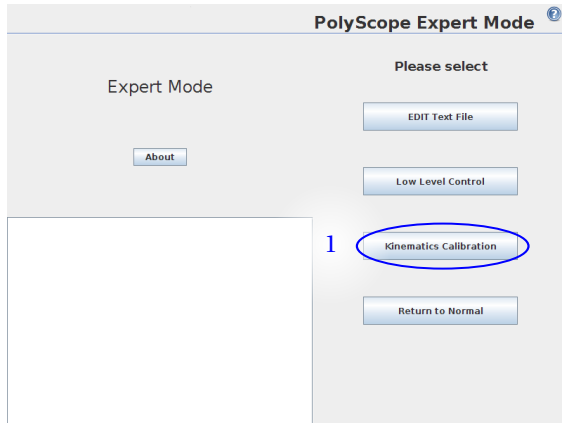 PolyScope Expert Mode
?
Expert Mode
About
Please select
EDIT Text File
Low Level Control
1
Kinematics Calibration
Return to Normal